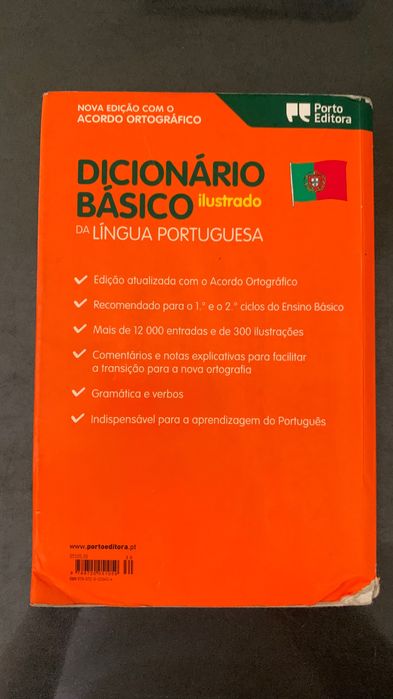 NOVA EDIÇÃO COM O
ACORDO ORTOGRÁFICO
Porto
Editora
DICIONÁRIO
BÁSICO ilustrado
DA LÍNGUA PORTUGUESA
Edição atualizada com o Acordo Ortográfico
Recomendado para o 1.º e o 2.º ciclos do Ensino Básico
Mais de 12 000 entradas e de 300 ilustrações
Comentários e notas explicativas para facilitar
a transição para a nova ortografia
Gramática e verbos
Indispensável para a aprendizagem do Português
www.portoeditora.pt